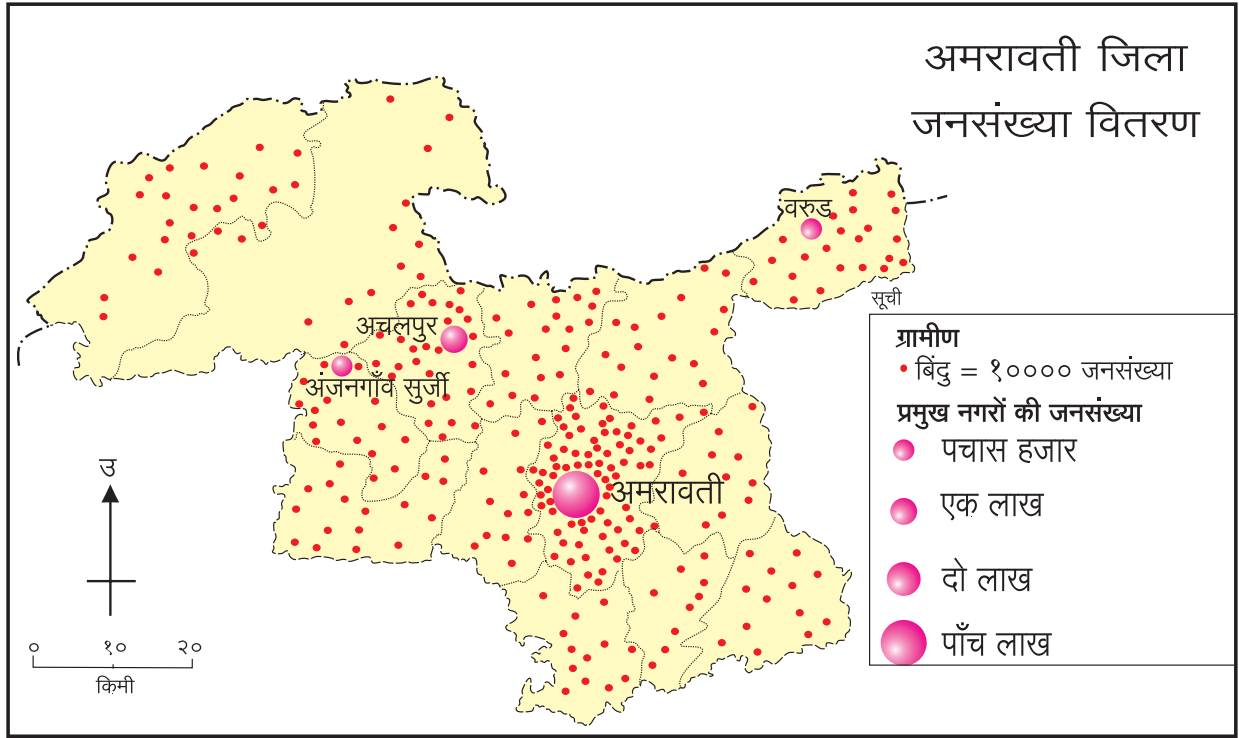 अमरावती जिला
जनसंख्या वितरण
वरुड
अचलपुर
अंजनगाँव सुर्जी
अमरावती
सूची
ग्रामीण
बिंदु = १०००० जनसंख्या
प्रमुख नगरों की जनसंख्या
पचास हजार
एक लाख
दो लाख
पाँच लाख
उ
० १० २०
किमी